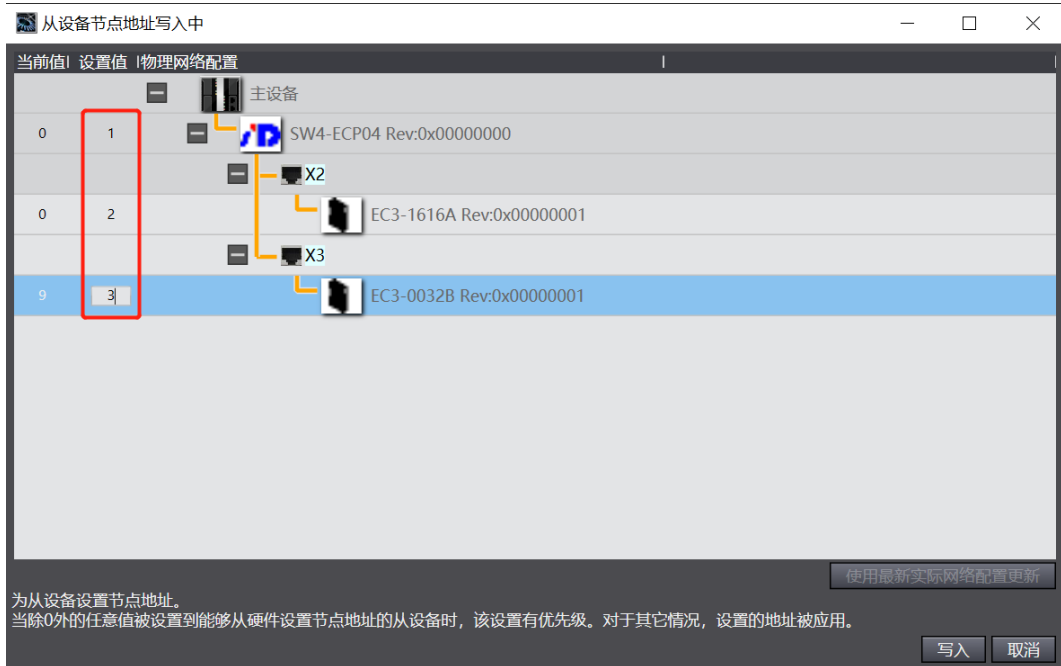 从设备节点地址写入中
当前值 设置值 物理网络配置
主设备
0 1 SW4-ECP04 Rev:0x00000000
X2
0 2 EC3-1616A Rev:0x00000001
X3
9 3 EC3-0032B Rev:0x00000001
使用最新实际网络配置更新
为从设备设置节点地址。
当除0外的任意值被设置到能够从硬件设置节点地址的从设备时，该设置有优先级。对于其它情况，设置的地址被应用。
写入 取消